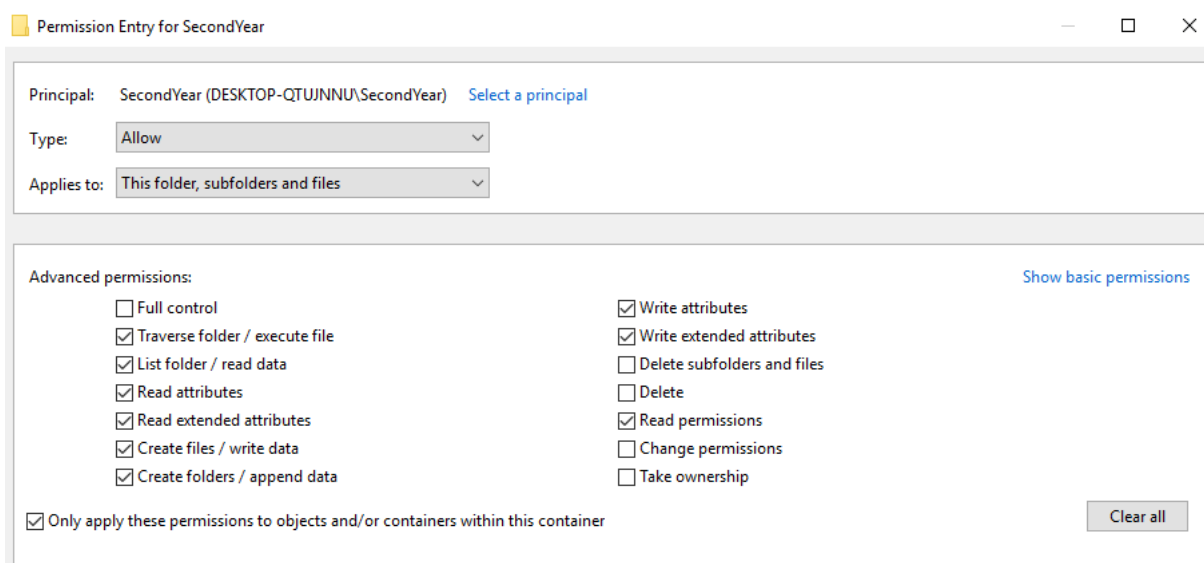 Permission Entry for SecondYear
Principal: SecondYear (DESKTOP-QTUJNNU\SecondYear) Select a principal
Type: Allow
Applies to: This folder, subfolders and files
Advanced permissions: Show basic permissions
Full control Write attributes
Traverse folder / execute file Write extended attributes
List folder / read data Delete subfolders and files
Read attributes Delete
Read extended attributes Read permissions
Create files / write data Change permissions
Create folders / append data Take ownership
Only apply these permissions to objects and/or containers within this container Clear all